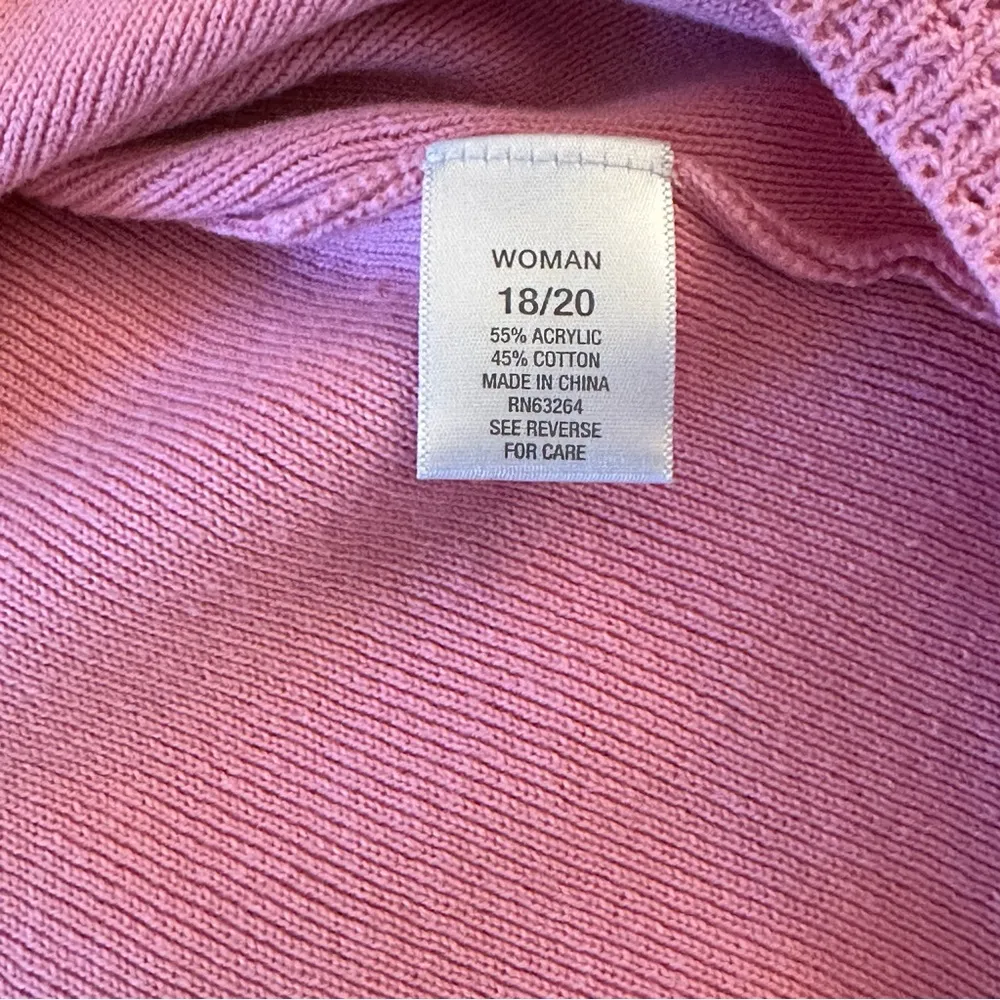 WOMAN
18/20
55% ACRYLIC
45% COTTON
MADE IN CHINA
RN63264
SEE REVERSE
FOR CARE